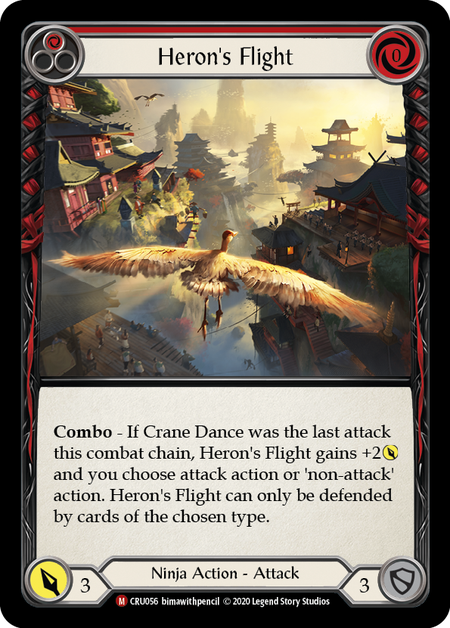 Heron's Flight
0
Combo - If Crane Dance was the last attack
this combat chain, Heron's Flight gains +2
and you choose attack action or 'non-attack'
action. Heron's Flight can only be defended
by cards of the chosen type.
3
Ninja Action - Attack
3
M CRU056 bimawithpencil © 2020 Legend Story Studios